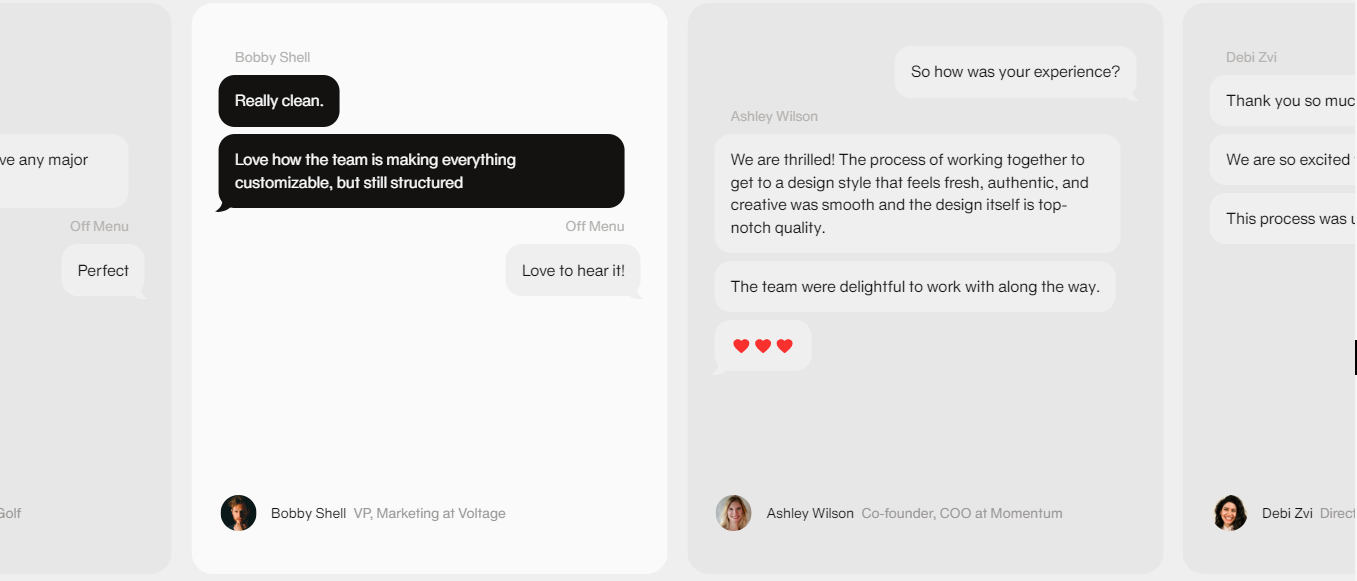 ve any major
Off Menu
Perfect
Golf
Bobby Shell
Really clean.
Love how the team is making everything
customizable, but still structured
Off Menu
Love to hear it!
Bobby Shell VP, Marketing at Voltage
So how was your experience?
Ashley Wilson
We are thrilled! The process of working together to
get to a design style that feels fresh, authentic, and
creative was smooth and the design itself is top-
notch quality.
The team were delightful to work with along the way.
Ashley Wilson Co-founder, COO at Momentum
Debi Zvi
Thank you so muc
We are so excited
This process was
Debi Zvi Direct